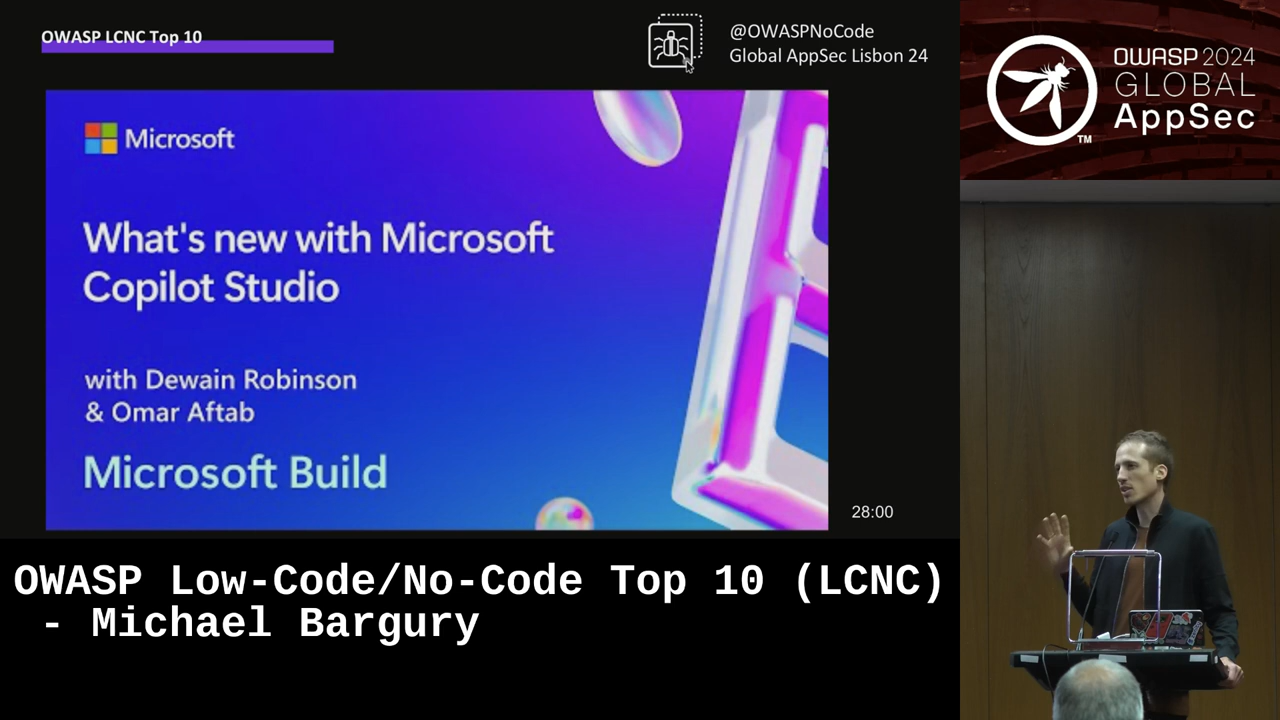 OWASP LCNC Top 10
@OWASPNoCode
Global AppSec Lisbon 24
OWASP 2024
GLOBAL
AppSec
TM
Microsoft
What's new with Microsoft
Copilot Studio
with Dewain Robinson
& Omar Aftab
Microsoft Build
28:00
OWASP Low-Code/No-Code Top 10 (LCNC)
- Michael Bargury